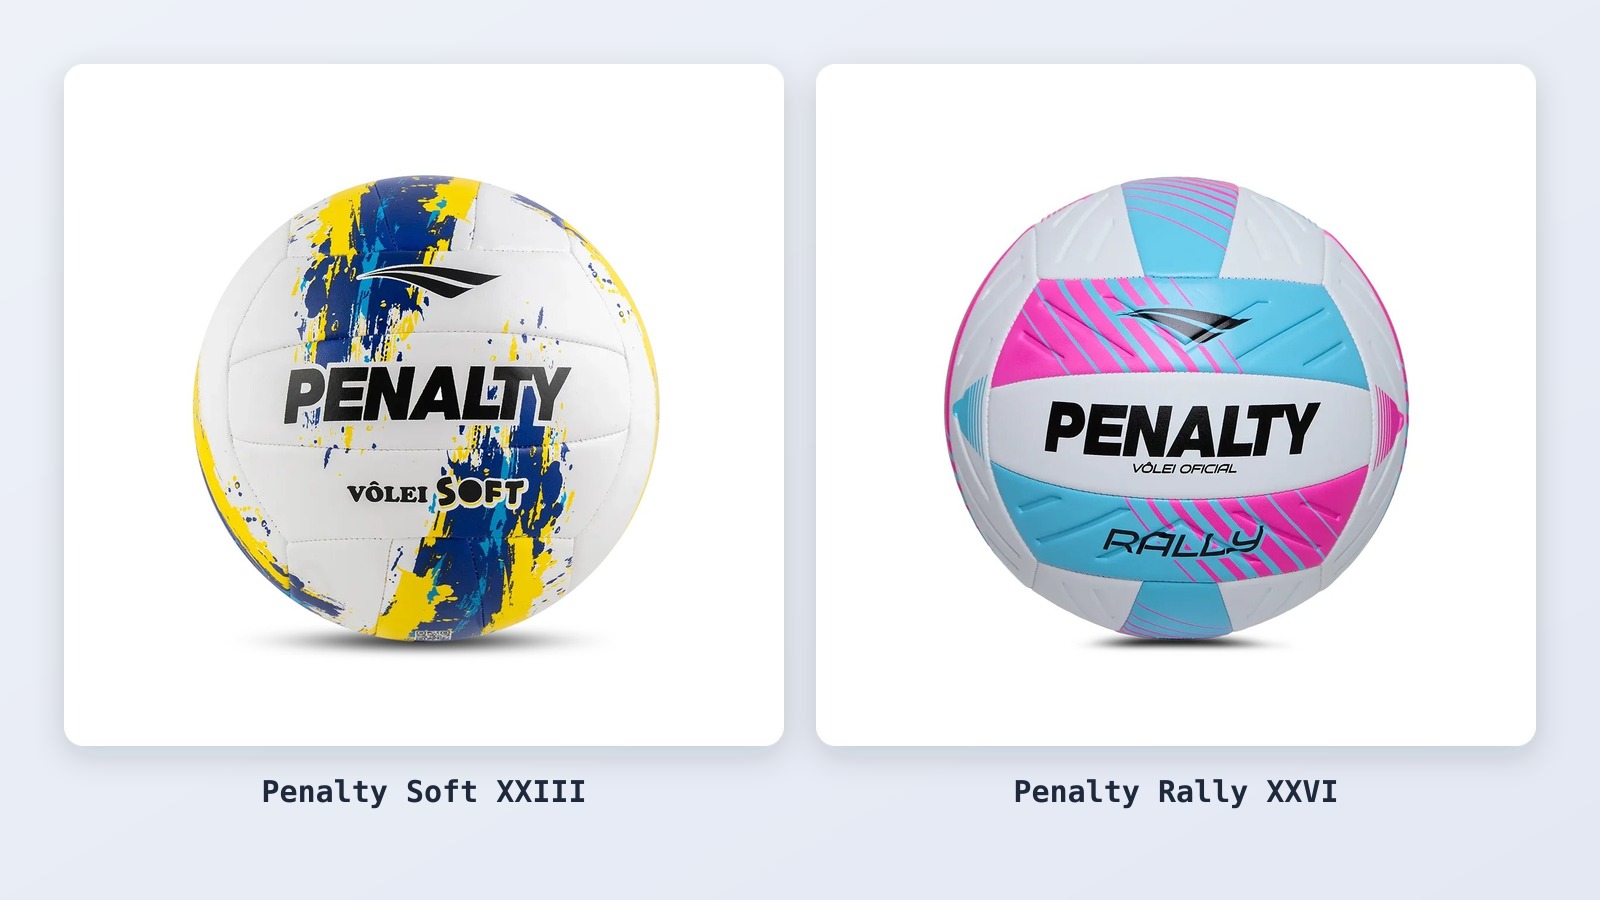 PENALTY
VÔLEI SOFT
PENALTY
VÔLEI OFICIAL
RALLY
Penalty Soft XXIII
Penalty Rally XXVI